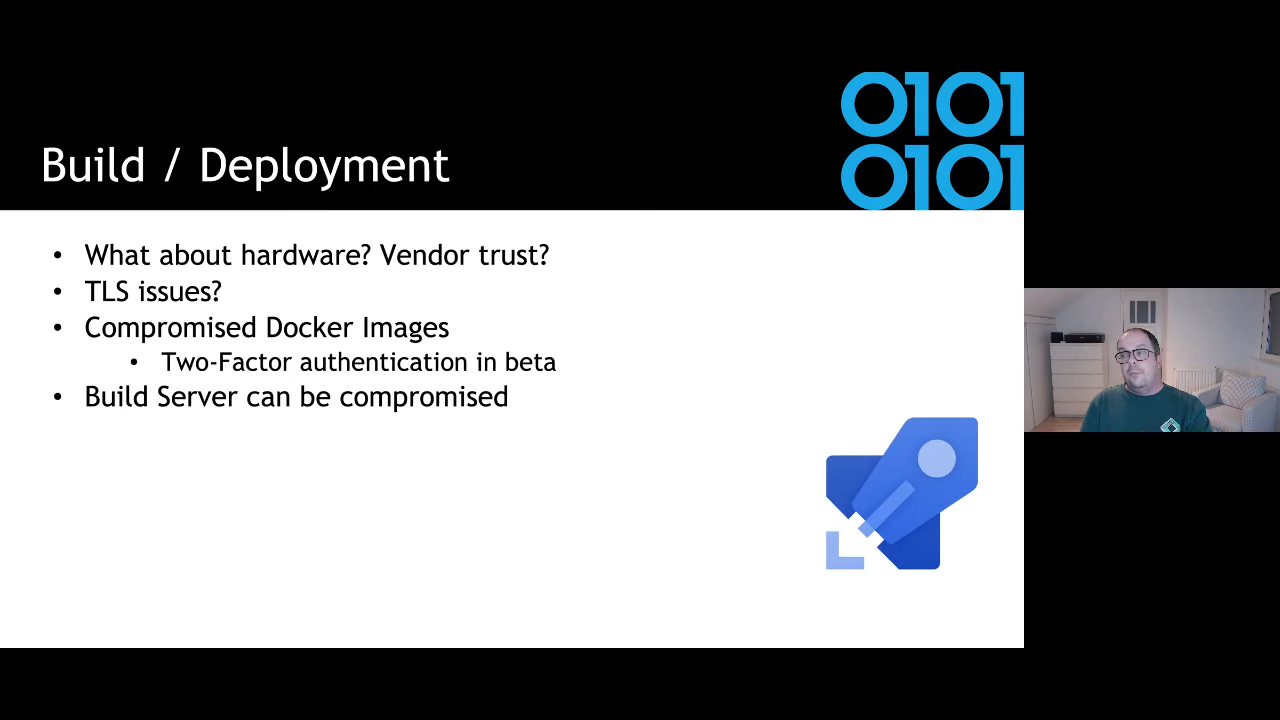 0101
0101
Build / Deployment
• What about hardware? Vendor trust?
• TLS issues?
• Compromised Docker Images
• Two-Factor authentication in beta
• Build Server can be compromised